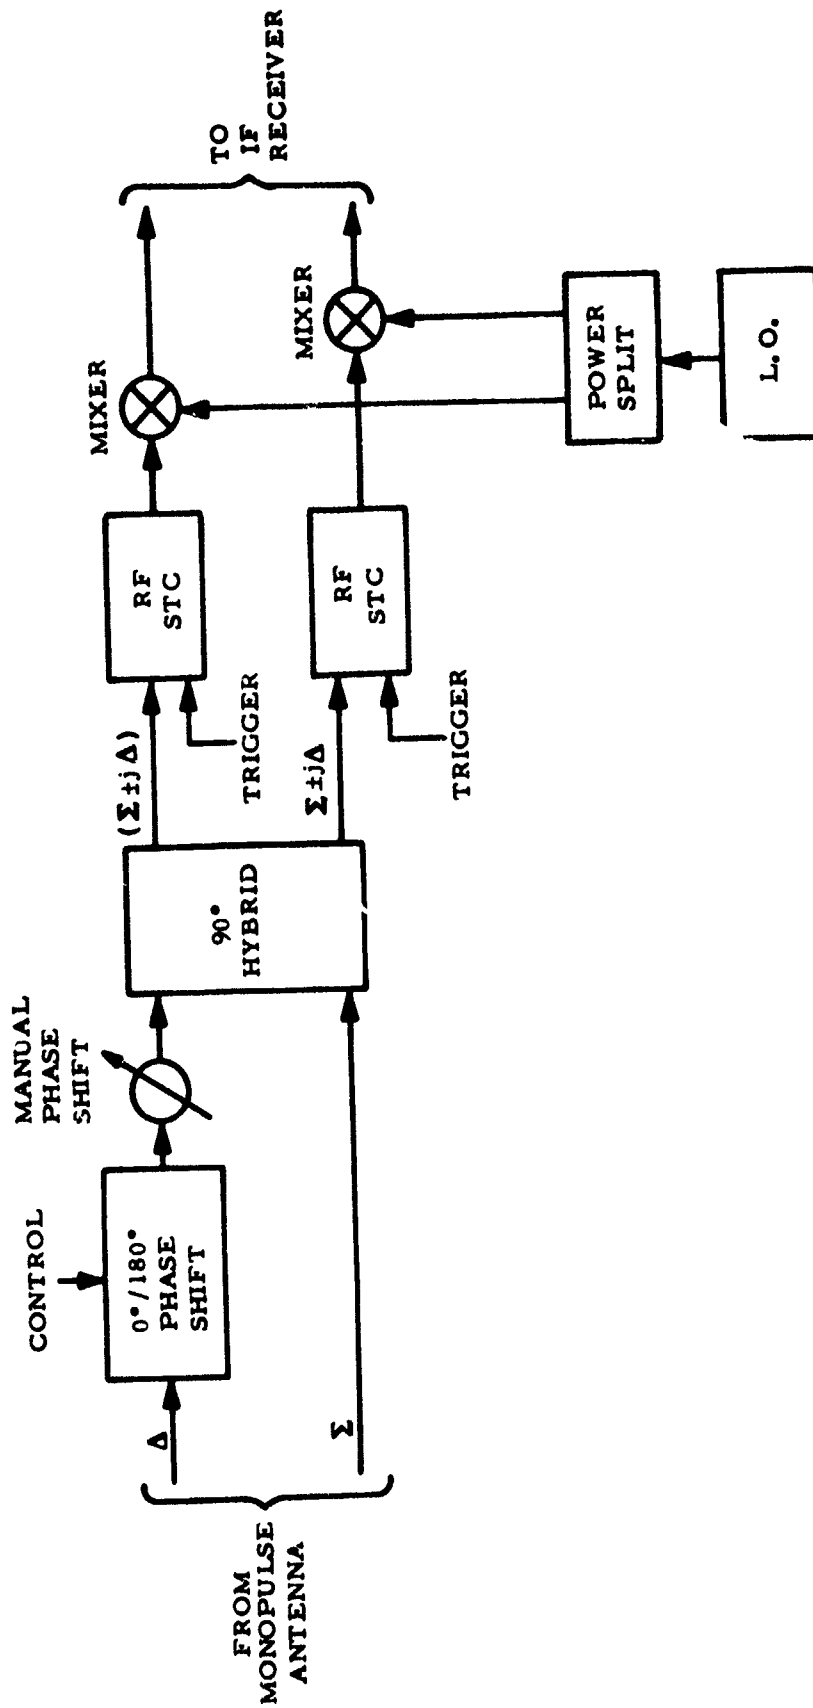 FROM
MONOPULSE
ANTENNA
Δ
Σ
CONTROL
0°/180°
PHASE
SHIFT
MANUAL
PHASE
SHIFT
90°
HYBRID
(Σ±jΔ)
Σ±jΔ
TRIGGER
TRIGGER
RF
STC
RF
STC
MIXER
MIXER
POWER
SPLIT
L.O.
TO
IF
RECEIVER